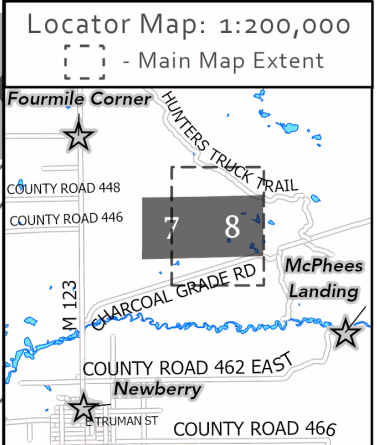 Locator Map: 1:200,000
- Main Map Extent
Fourmile Corner
HUNTERS TRUCK TRAIL
COUNTY ROAD 448
COUNTY ROAD 446
7 8
McPhees
Landing
M 123
CHARCOAL GRADE RD
COUNTY ROAD 462 EAST
Newberry
E TRUMAN ST
COUNTY ROAD 466